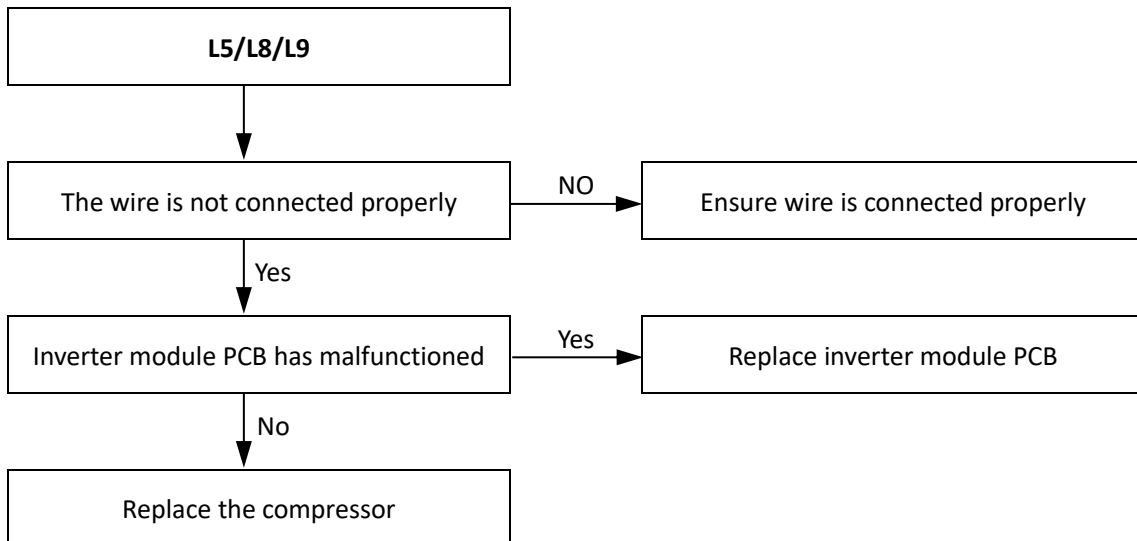 L5/L8/L9
The wire is not connected properly
NO
Ensure wire is connected properly
Yes
Inverter module PCB has malfunctioned
Yes
Replace inverter module PCB
No
Replace the compressor